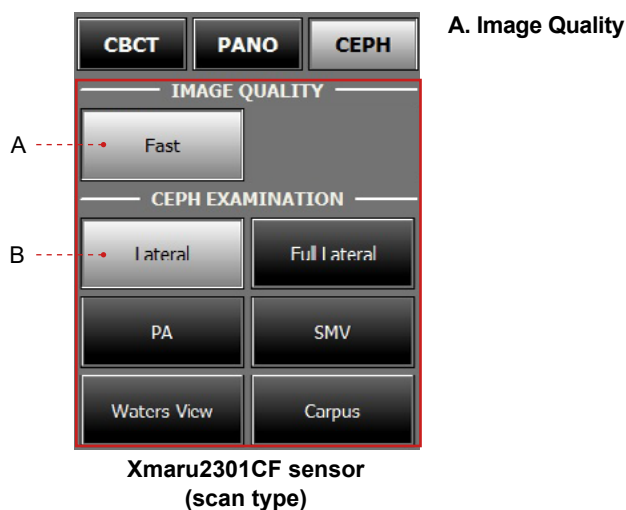 CBCT PANO CEPH
A. Image Quality
IMAGE QUALITY
A Fast
CEPH EXAMINATION
B Lateral Full Lateral
PA SMV
Waters View Carpus
Xmaru2301CF sensor
(scan type)